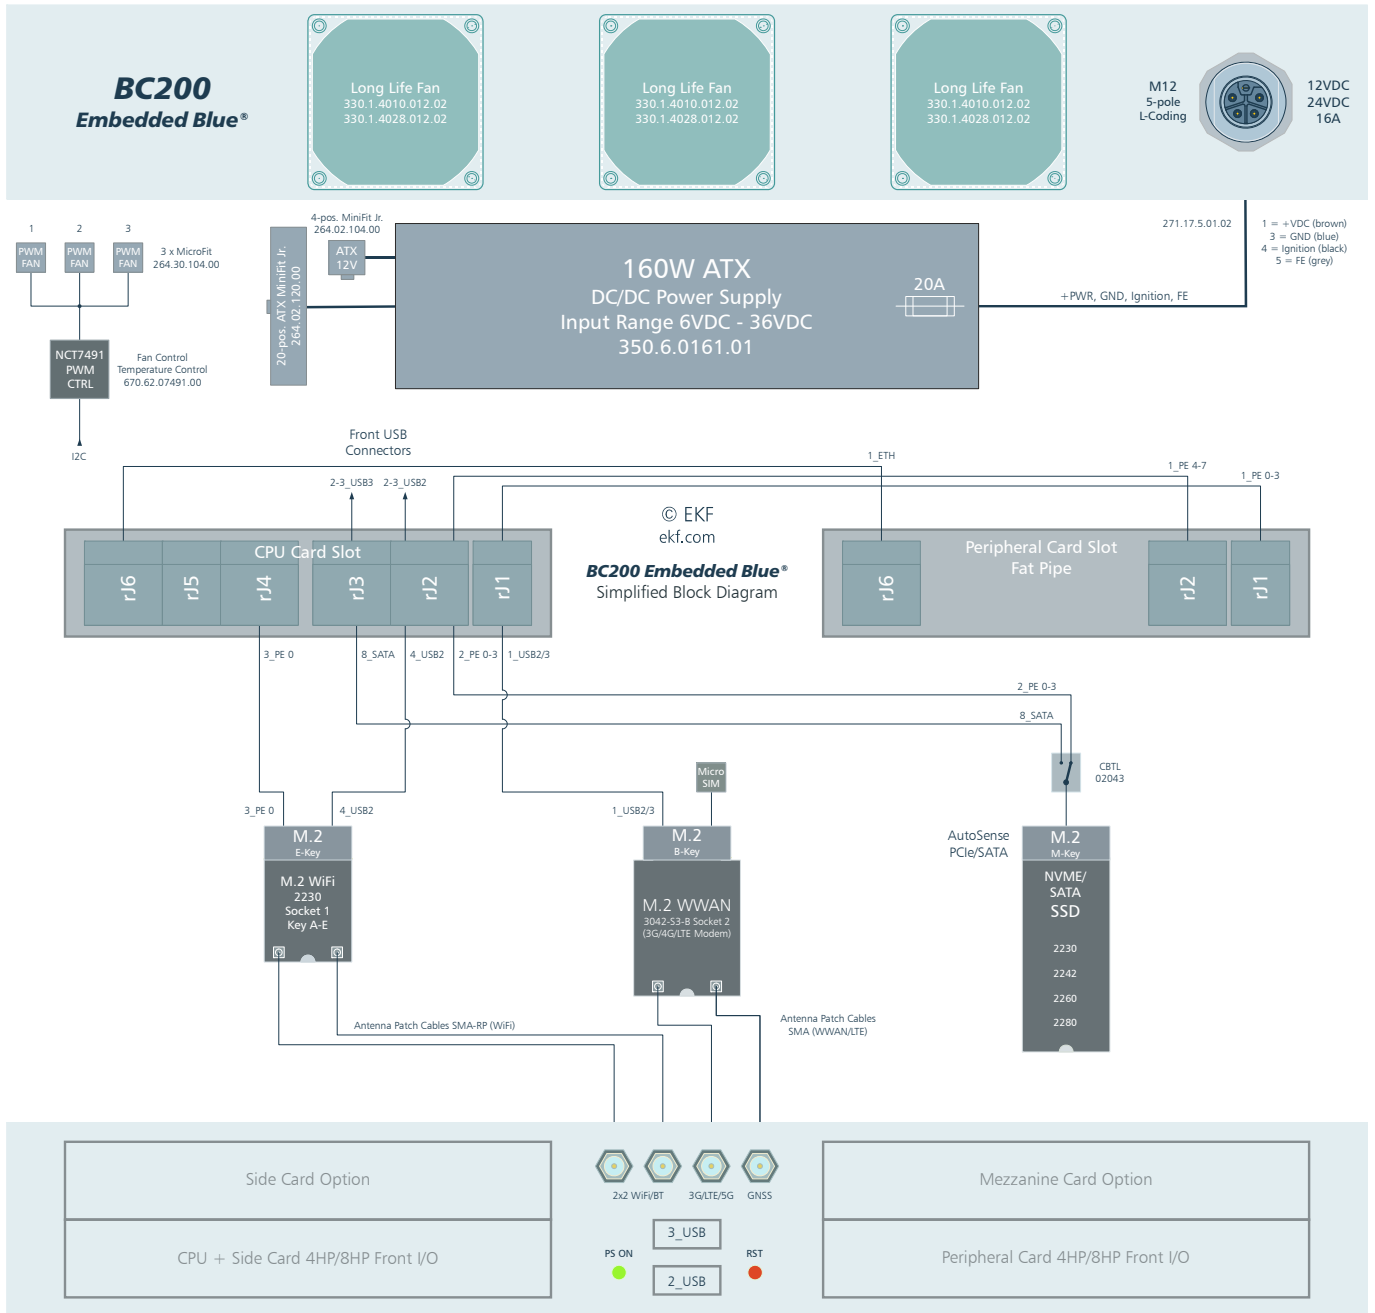 BC200
Embedded Blue®
Long Life Fan
330.1.4010.012.02
330.1.4028.012.02
Long Life Fan
330.1.4010.012.02
330.1.4028.012.02
Long Life Fan
330.1.4010.012.02
330.1.4028.012.02
M12
5-pole
L-Coding
12VDC
24VDC
16A
1
2
3
PWM
FAN
PWM
FAN
PWM
FAN
3 x MicroFit
264.30.104.00
4-pos. MiniFit Jr.
264.02.104.00
ATX
12V
20-pos. ATX MiniFit Jr.
264.02.120.00
160W ATX
DC/DC Power Supply
Input Range 6VDC - 36VDC
350.6.0161.01
20A
271.17.5.01.02
1 = +VDC (brown)
3 = GND (blue)
4 = Ignition (black)
5 = FE (grey)
+PWR, GND, Ignition, FE
NCT7491
PWM
CTRL
Fan Control
Temperature Control
670.62.07491.00
I2C
Front USB
Connectors
1_ETH
1_PE 4-7
1_PE 0-3
2-3_USB3
2-3_USB2
© EKF
ekf.com
BC200 Embedded Blue®
Simplified Block Diagram
CPU Card Slot
rJ6
rJ5
rJ4
rJ3
rJ2
rJ1
Peripheral Card Slot
Fat Pipe
rJ6
rJ2
rJ1
3_PE 0
8_SATA
4_USB2
2_PE 0-3
1_USB2/3
2_PE 0-3
8_SATA
CBTL
02043
Micro
SIM
3_PE 0
4_USB2
1_USB2/3
M.2
E-Key
M.2 WiFi
2230
Socket 1
Key A-E
M.2
B-Key
M.2 WWAN
3042-S3-B Socket 2
(3G/4G/LTE Modem)
AutoSense
PCIe/SATA
M.2
M-Key
NVME/
SATA
SSD
2230
2242
2260
2280
Antenna Patch Cables SMA-RP (WiFi)
Antenna Patch Cables
SMA (WWAN/LTE)
Side Card Option
CPU + Side Card 4HP/8HP Front I/O
2x2 WiFi/BT
3G/LTE/5G
GNSS
3_USB
PS ON
RST
2_USB
Mezzanine Card Option
Peripheral Card 4HP/8HP Front I/O